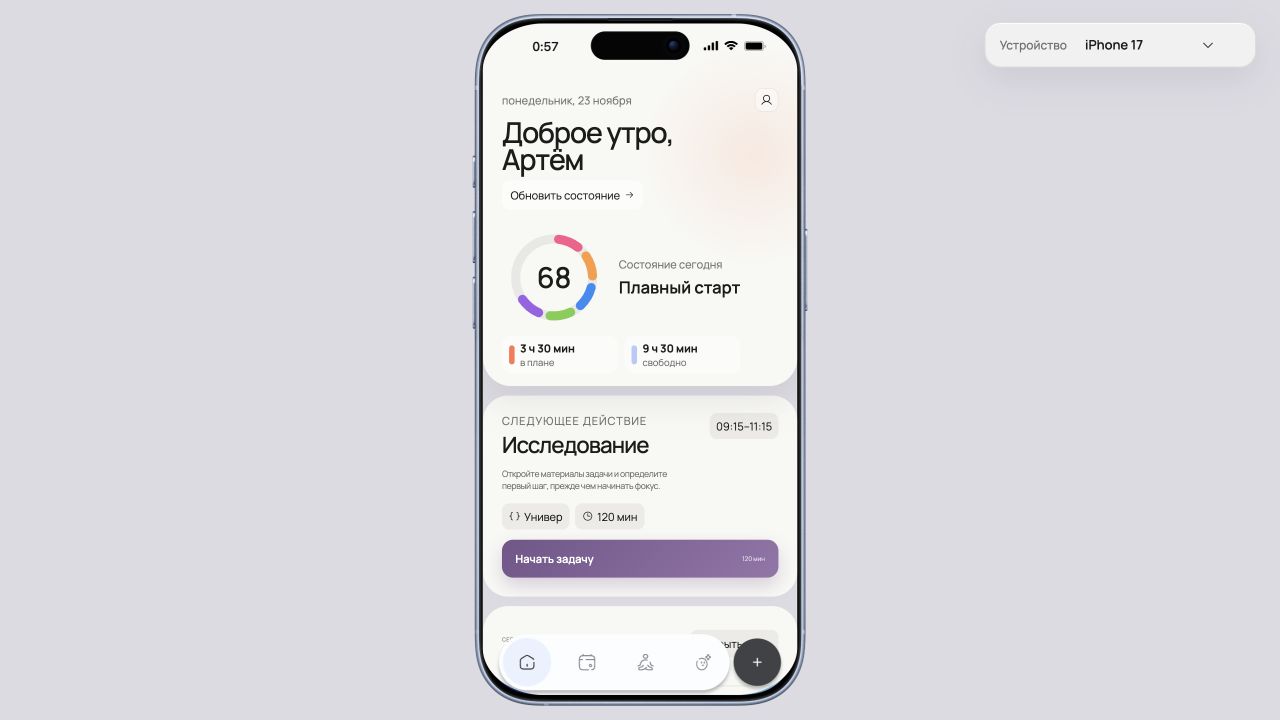 Устройство iPhone 17
0:57
понедельник, 23 ноября
Доброе утро,
Артём
Обновить состояние →
68
Состояние сегодня
Плавный старт
3 ч 30 мин
в плане
9 ч 30 мин
свободно
СЛЕДУЮЩЕЕ ДЕЙСТВИЕ
09:15–11:15
Исследование
Откройте материалы задачи и определите
первый шаг, прежде чем начинать фокус.
Универ
120 мин
Начать задачу
120 мин